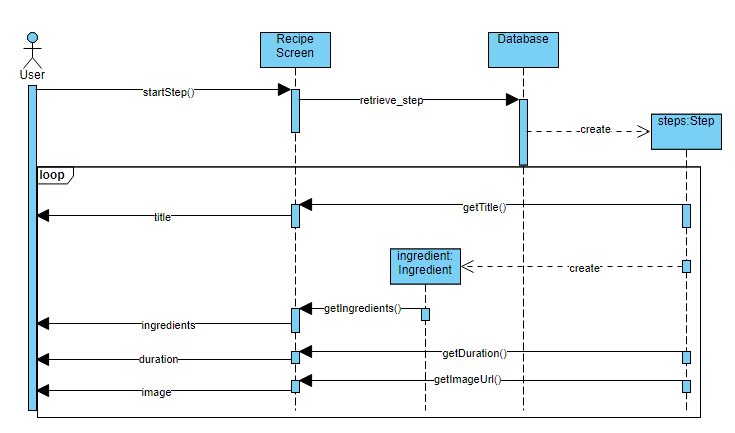 Recipe
Screen
Database
User
startStep()
retrieve_step
steps:Step
create
loop
getTitle()
title
ingredient:
Ingredient
create
getIngredients()
ingredients
getDuration()
duration
getImageUrl()
image